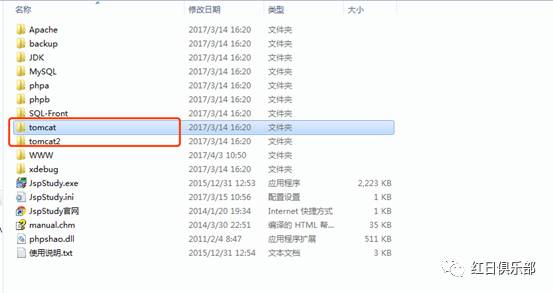 名称 修改日期 类型 大小
Apache 2017/3/14 16:20 文件夹
backup 2017/3/14 16:20 文件夹
JDK 2017/3/14 16:20 文件夹
MySQL 2017/3/14 16:20 文件夹
phpa 2017/3/14 16:20 文件夹
phpb 2017/3/14 16:20 文件夹
SQL-Front 2017/3/14 16:20 文件夹
tomcat 2017/3/14 16:20 文件夹
tomcat2 2017/3/14 16:20 文件夹
WWW 2017/4/3 10:50 文件夹
xdebug 2017/3/14 16:20 文件夹
JspStudy.exe 2015/12/31 12:53 应用程序 2,223 KB
JspStudy.ini 2017/3/15 10:56 配置设置 1 KB
JspStudy官网 2014/1/20 19:34 Internet 快捷方式 1 KB
manual.chm 2014/3/30 22:51 编译的 HTML 帮... 35 KB
phpshao.dll 2011/2/4 8:47 应用程序扩展 511 KB
使用说明.txt 2015/12/31 12:54 文本文档 3 KB
红日俱乐部